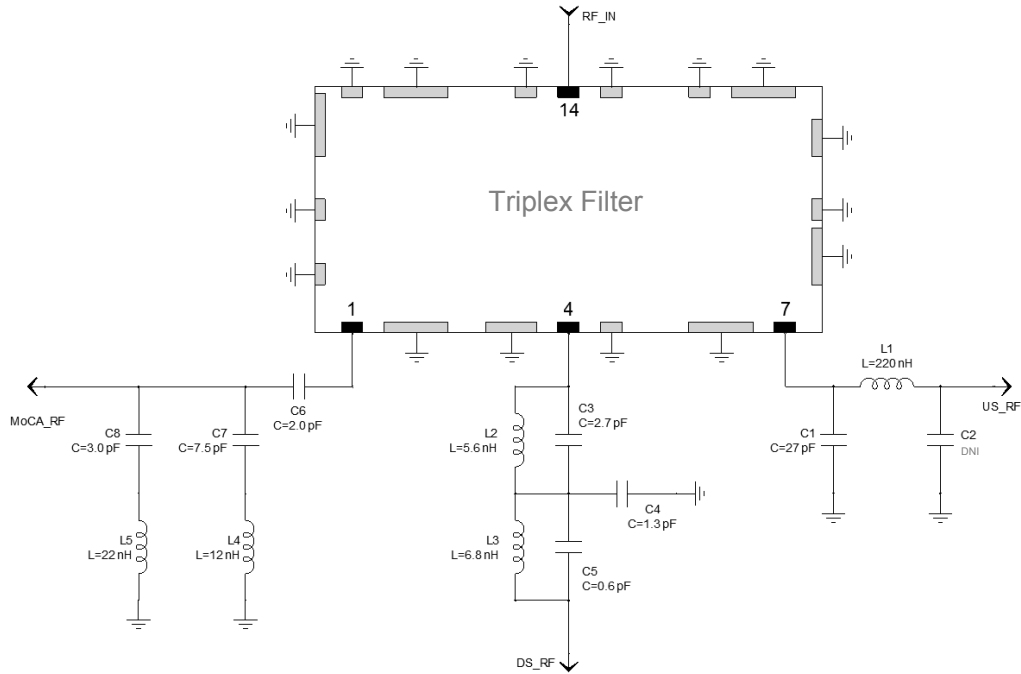 RF_IN
14
Triplex Filter
1
4
7
L1
L=220 nH
MoCA_RF
C6
C=2.0 pF
US_RF
C8
C=3.0 pF
C7
C=7.5 pF
L2
L=5.6 nH
C3
C=2.7 pF
C1
C=27 pF
C2
DNI
C4
C=1.3 pF
L5
L=22 nH
L4
L=12 nH
L3
L=6.8 nH
C5
C=0.6 pF
DS_RF